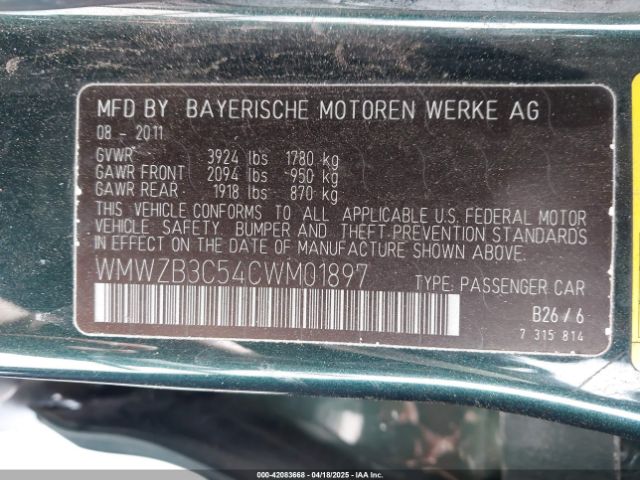 MFD BY BAYERISCHE MOTOREN WERKE AG
08 - 2011
GVWR 3924 lbs 1780 kg
GAWR FRONT 2094 lbs 950 kg
GAWR REAR 1918 lbs 870 kg
THIS VEHICLE CONFORMS TO ALL APPLICABLE U.S. FEDERAL MOTOR
VEHICLE SAFETY, BUMPER AND THEFT PREVENTION STANDARDS
IN EFFECT ON THE DATE OF MANUFACTURE SHOWN ABOVE.
WMWZB3C54CWM01897 TYPE: PASSENGER CAR
B26 / 6
7 315 814
000-42083668 - 04/18/2025 - IAAI, Inc.